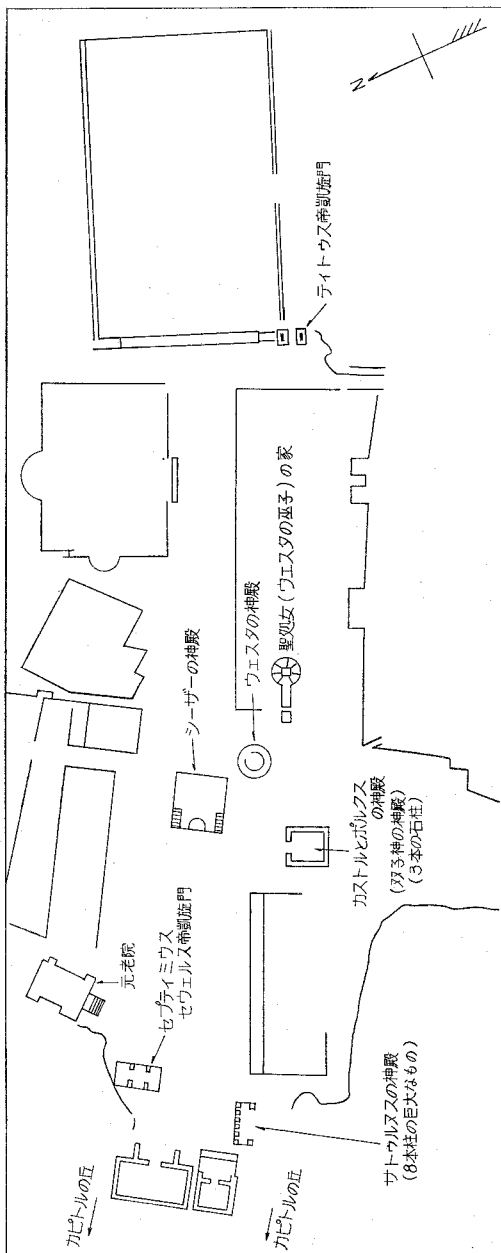 N
ティトゥス帝凱旋門
聖処女(ウェスタの巫子)の家
ウェスタの神殿
シーザーの神殿
カストルとポルクス
の神殿
(双子神の神殿)
(3本の石柱)
元老院
セプティミウス
セウェルス帝凱旋門
サトゥルヌスの神殿
(8本柱の巨大なもの)
カピトルの丘
カピトルの丘